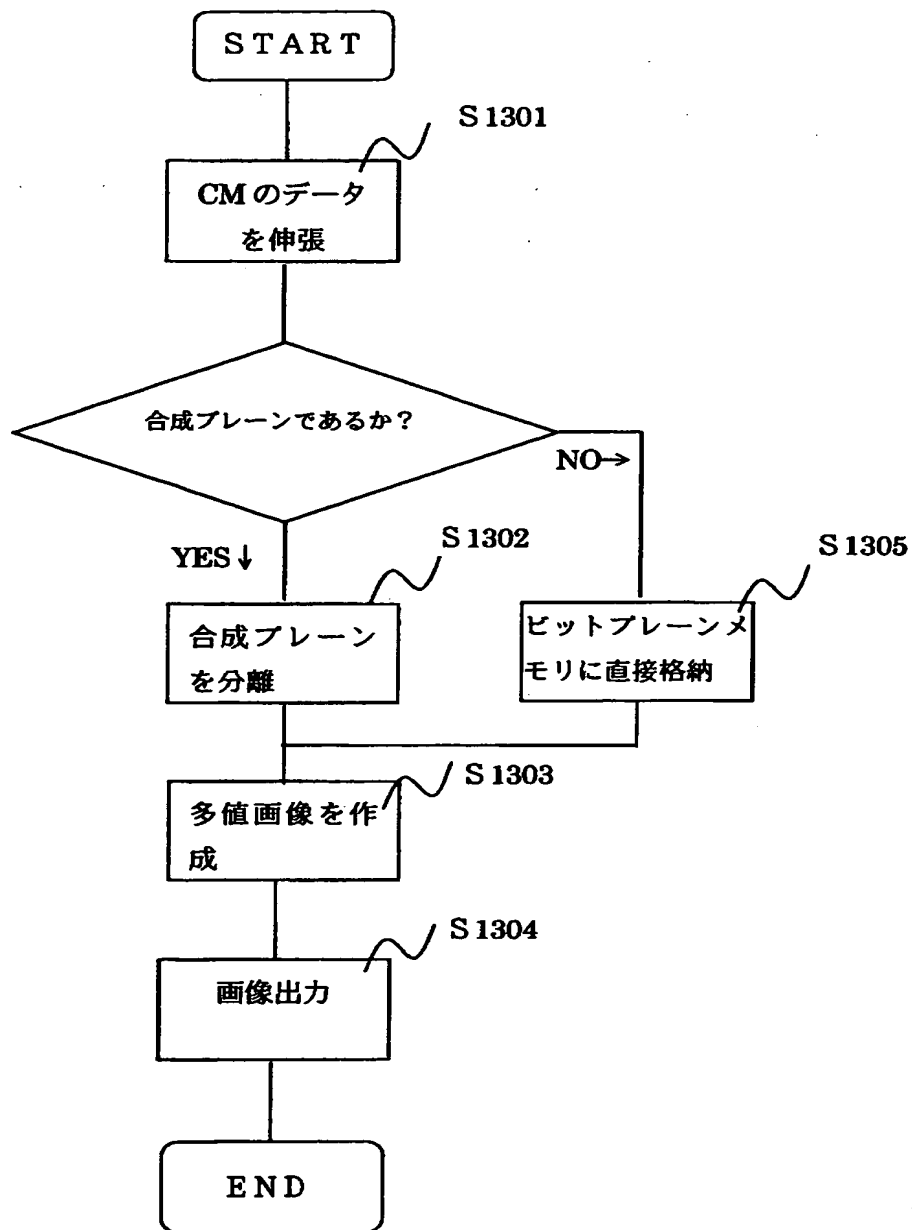 START
S1301
CMのデータ
を伸張
合成プレーンであるか？
NO→
YES↓
S1302
S1305
合成プレーン
を分離
ビットプレーンメ
モリに直接格納
S1303
多値画像を作
成
S1304
画像出力
END